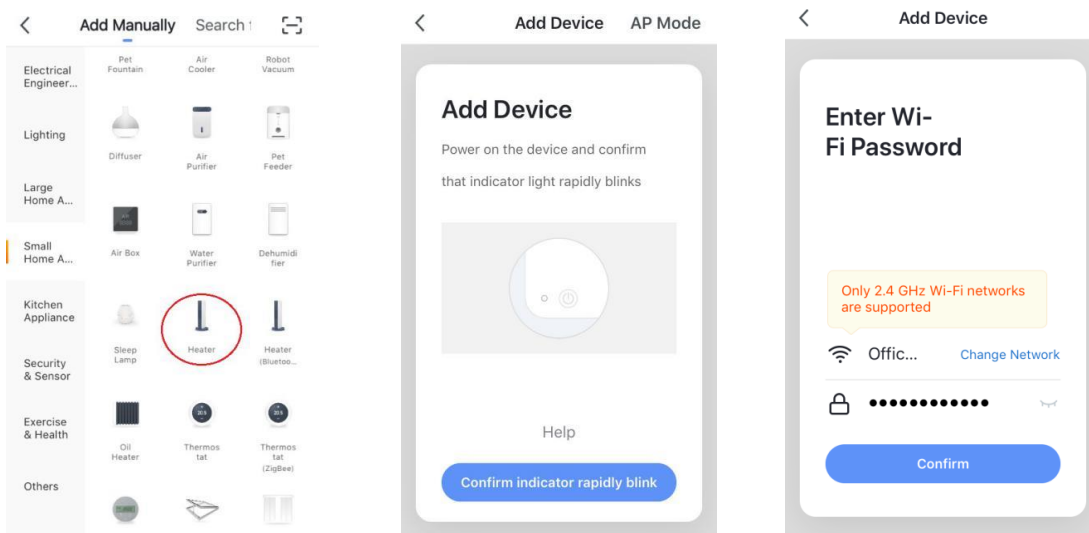 Add Manually
Search
Electrical
Engineer...
Lighting
Large
Home A...
Small
Home A...
Kitchen
Appliance
Security
& Sensor
Exercise
& Health
Others
Pet
Fountain
Air
Cooler
Robot
Vacuum
Diffuser
Air
Purifier
Pet
Feeder
Air Box
Water
Purifier
Dehumidi
fier
Sleep
Lamp
Heater
Heater
(Bluetoo...
Oil
Heater
Thermos
tat
Thermos
tat
(ZigBee)
Add Device
AP Mode
Add Device
Power on the device and confirm
that indicator light rapidly blinks
Help
Confirm indicator rapidly blink
Add Device
Enter Wi-
Fi Password
Only 2.4 GHz Wi-Fi networks
are supported
Offic...
Change Network
●●●●●●●●●●●●
Confirm